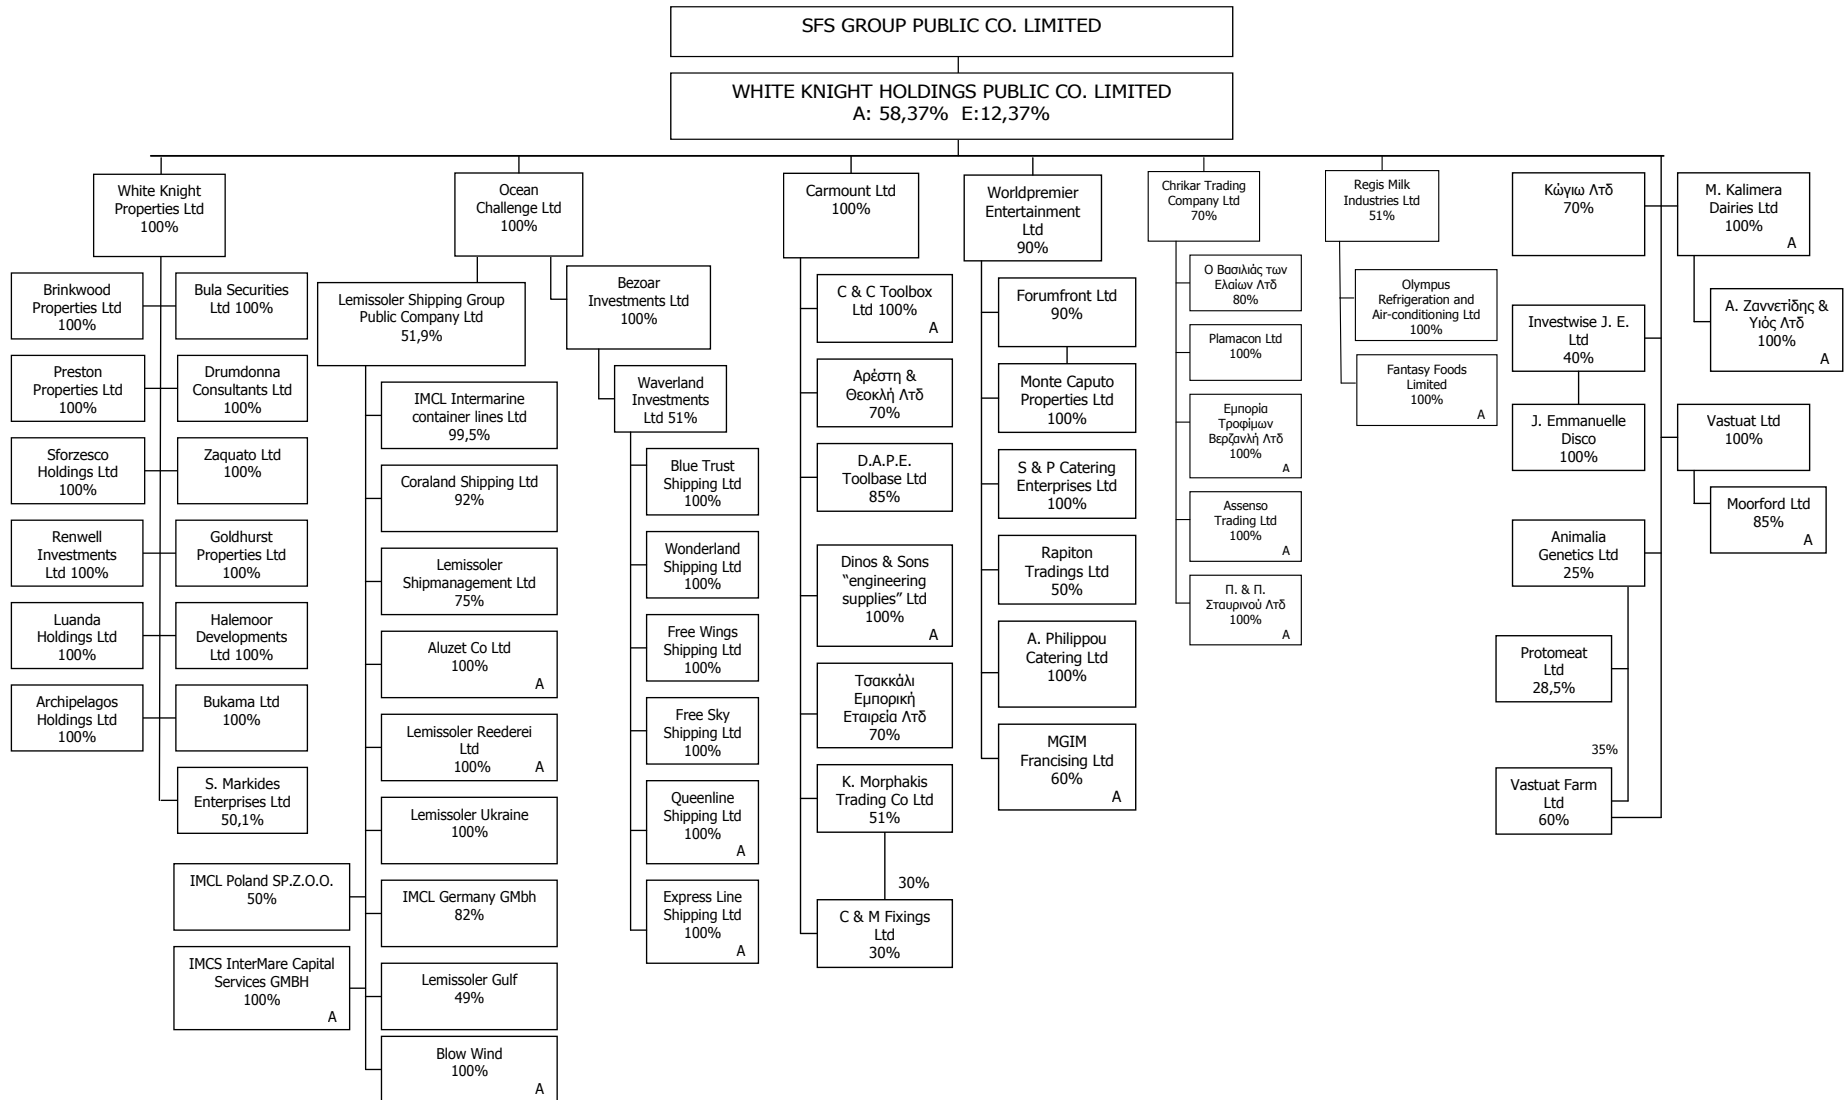 SFS GROUP PUBLIC CO. LIMITED
WHITE KNIGHT HOLDINGS PUBLIC CO. LIMITED
A: 58,37% E:12,37%
White Knight
Properties Ltd
100%
Brinkwood
Properties Ltd
100%
Bula Securities
Ltd 100%
Preston
Properties Ltd
100%
Drumdonna
Consultants Ltd
100%
Sforzesco
Holdings Ltd
100%
Zaquato Ltd
100%
Renwell
Investments
Ltd 100%
Goldhurst
Properties Ltd
100%
Luanda
Holdings Ltd
100%
Halemoor
Developments
Ltd 100%
Archipelagos
Holdings Ltd
100%
Bukama Ltd
100%
S. Markides
Enterprises Ltd
50,1%
Ocean
Challenge Ltd
100%
Lemissoler Shipping Group
Public Company Ltd
51,9%
IMCL Intermarine
container lines Ltd
99,5%
Coraland Shipping Ltd
92%
Lemissoler
Shipmanagement Ltd
75%
Aluzet Co Ltd
100%
A
Lemissoler Reederei
Ltd
100%
A
Lemissoler Ukraine
100%
IMCL Poland SP.Z.O.O.
50%
IMCL Germany GMbh
82%
IMCS InterMare Capital
Services GMBH
100%
A
Lemissoler Gulf
49%
Blow Wind
100%
A
Bezoar
Investments Ltd
100%
Waverland
Investments
Ltd 51%
Blue Trust
Shipping Ltd
100%
Wonderland
Shipping Ltd
100%
Free Wings
Shipping Ltd
100%
Free Sky
Shipping Ltd
100%
Queenline
Shipping Ltd
100%
A
Express Line
Shipping Ltd
100%
A
Carmount Ltd
100%
C & C Toolbox
Ltd 100%
A
Αρέστη &
Θεοκλή Λτδ
70%
D.A.P.E.
Toolbase Ltd
85%
Dinos & Sons
“engineering
supplies” Ltd
100%
A
Τσακκάλι
Εμπορική
Εταιρεία Λτδ
70%
K. Morphakis
Trading Co Ltd
51%
30%
C & M Fixings
Ltd
30%
Worldpremier
Entertainment
Ltd
90%
Forumfront Ltd
90%
Monte Caputo
Properties Ltd
100%
S & P Catering
Enterprises Ltd
100%
Rapiton
Tradings Ltd
50%
A. Philippou
Catering Ltd
100%
MGIM
Francising Ltd
60%
A
Chrikar Trading
Company Ltd
70%
Ο Βασιλιάς των
Ελαίων Λτδ
80%
Plamacon Ltd
100%
Εμπορία
Τροφίμων
Βερζανλή Λτδ
100%
A
Assenso
Trading Ltd
100%
A
Π. & Π.
Σταυρινού Λτδ
100%
A
Regis Milk
Industries Ltd
51%
Olympus
Refrigeration and
Air-conditioning Ltd
100%
Fantasy Foods
Limited
100%
A
Κώγιω Λτδ
70%
M. Kalimera
Dairies Ltd
100%
A
Α. Ζαννετίδης &
Υιός Λτδ
100%
A
Investwise J. E.
Ltd
40%
J. Emmanuelle
Disco
100%
Vastuat Ltd
100%
Moorford Ltd
85%
A
Animalia
Genetics Ltd
25%
Protomeat
Ltd
28,5%
35%
Vastuat Farm
Ltd
60%